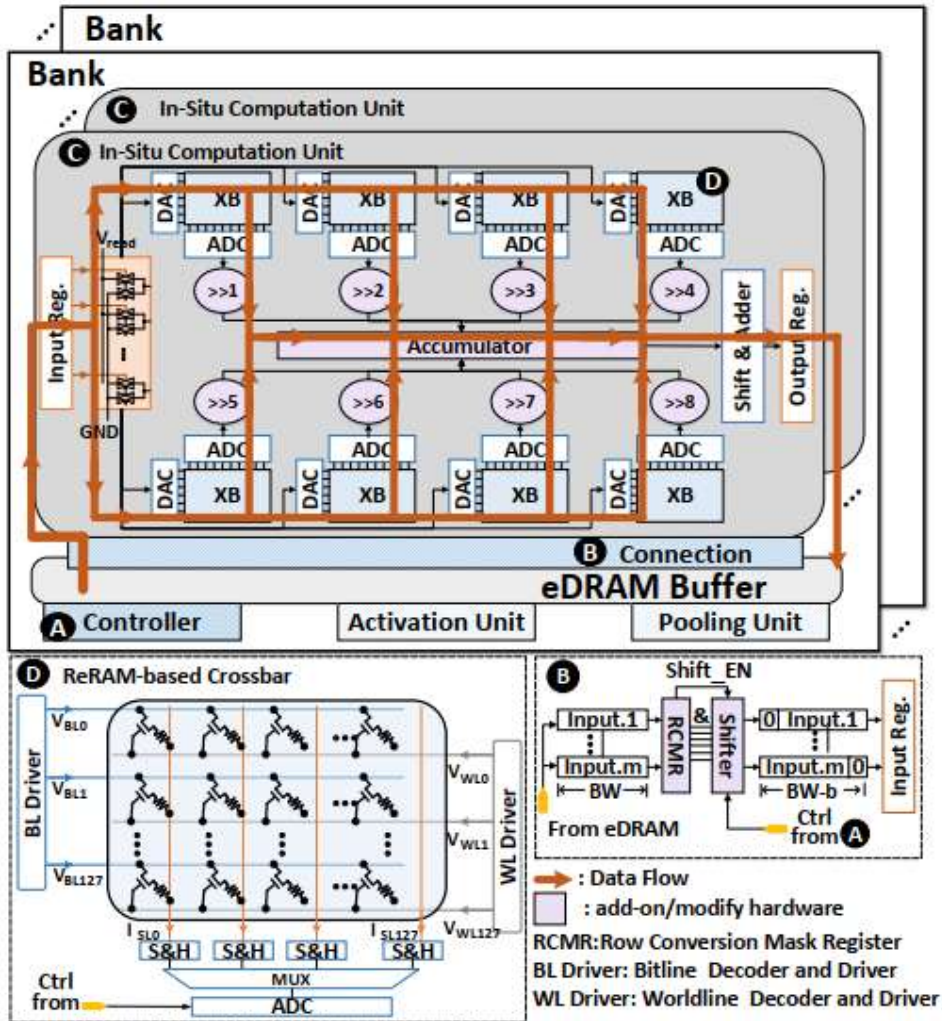 Bank
Bank
C In-Situ Computation Unit
C In-Situ Computation Unit
DAC XB DAC XB DAC XB DAC XB D
ADC ADC ADC ADC
Vread
>>1 >>2 >>3 >>4
Input Reg.
Accumulator
Shift & Adder
Output Reg.
>>5 >>6 >>7 >>8
GND
ADC ADC ADC ADC
DAC XB DAC XB DAC XB DAC XB
B Connection
eDRAM Buffer
A Controller
Activation Unit
Pooling Unit
D ReRAM-based Crossbar
BL Driver
VBL0
VBL1
VBL127
VWL0
VWL1
VWL127
WL Driver
ISL0
ISL127
S&H S&H S&H S&H
MUX
ADC
Ctrl
from
B
Shift_EN
Input.1
Input.m
BW
RCMR
&
Shifter
0 Input.1
Input.m 0
BW-b
Input Reg.
From eDRAM
Ctrl
from A
: Data Flow
: add-on/modify hardware
RCMR:Row Conversion Mask Register
BL Driver: Bitline Decoder and Driver
WL Driver: Worldline Decoder and Driver